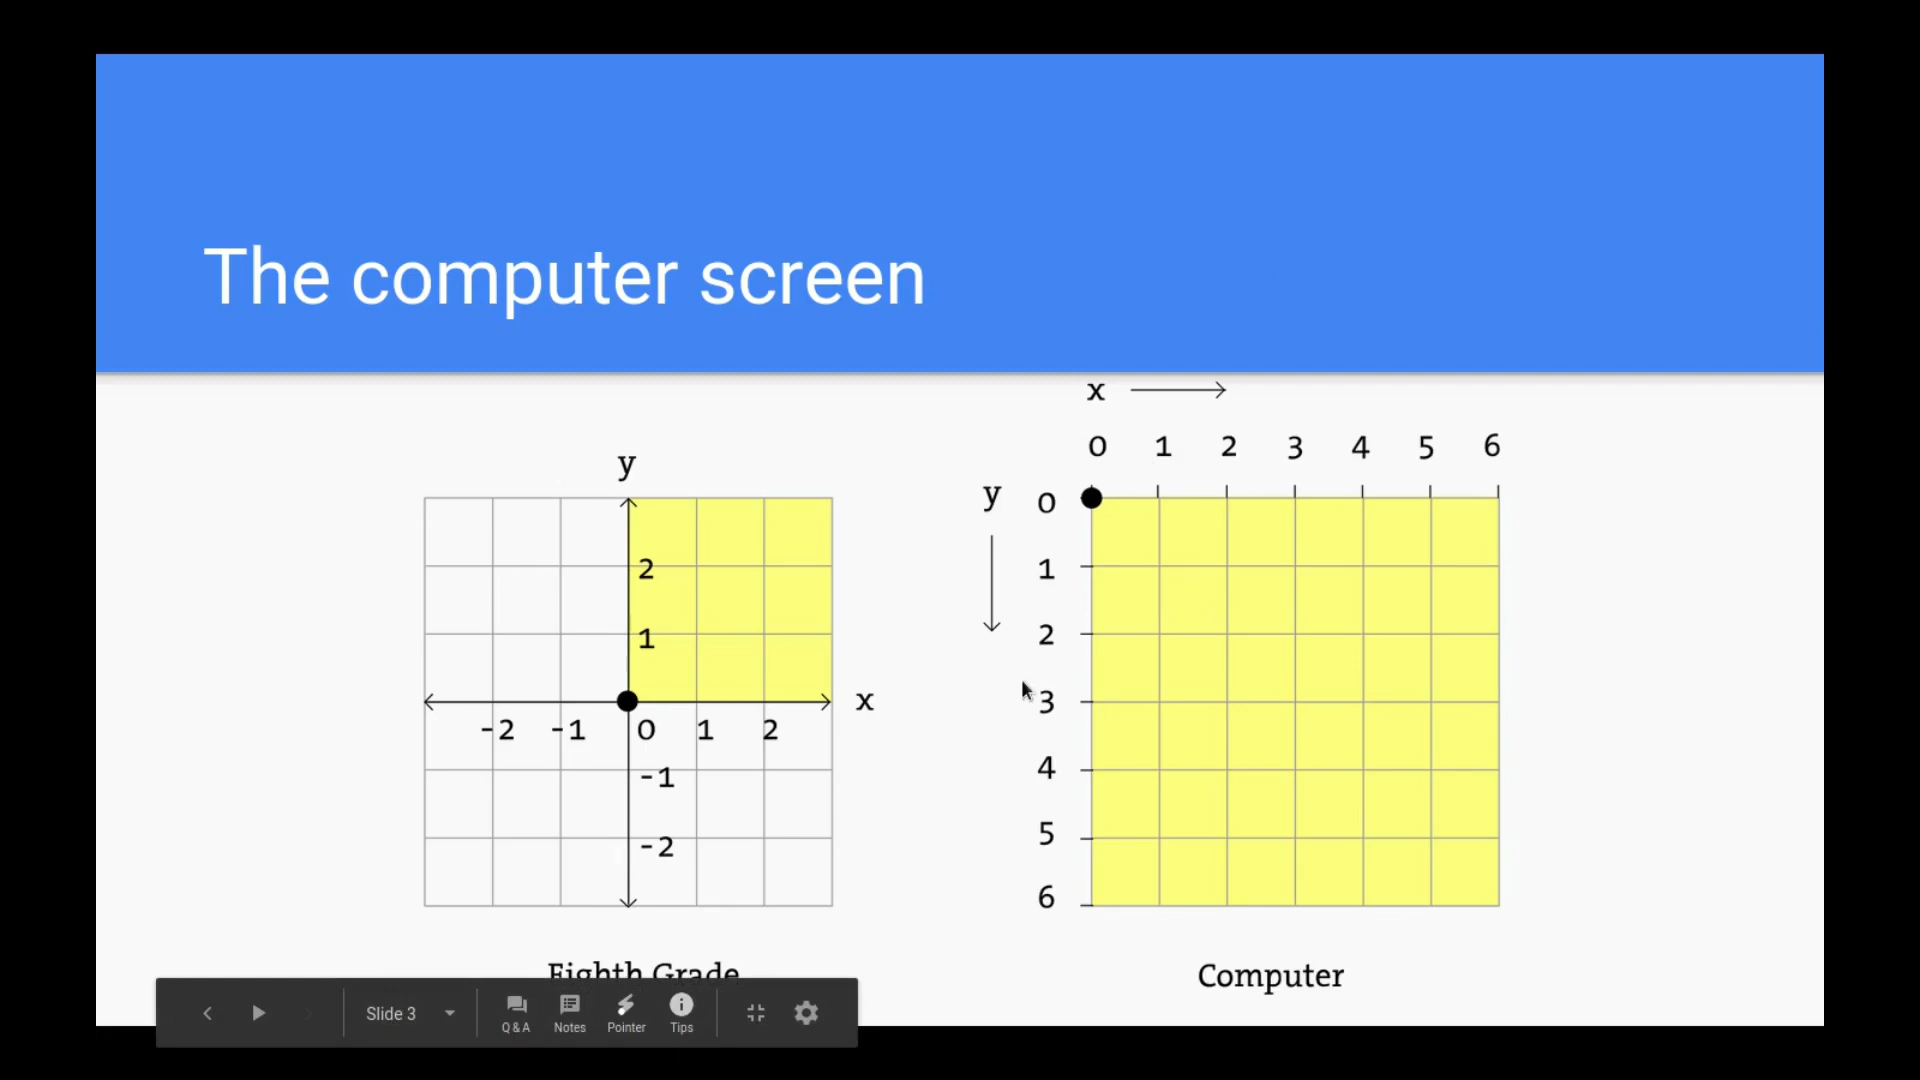 The computer screen
x
0 1 2 3 4 5 6
y
2
1
x
-2 -1 0 1 2
-1
-2
y
0
1
2
3
4
5
6
Eighth Grade
Computer
Slide 3
Q & A
Notes
Pointer
Tips